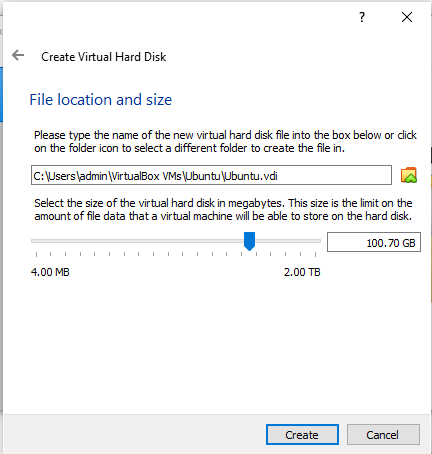 ?
Create Virtual Hard Disk
File location and size
Please type the name of the new virtual hard disk file into the box below or click
on the folder icon to select a different folder to create the file in.
C:\Users\admin\VirtualBox VMs\Ubuntu\Ubuntu.vdi
Select the size of the virtual hard disk in megabytes. This size is the limit on the
amount of file data that a virtual machine will be able to store on the hard disk.
100.70 GB
4.00 MB 2.00 TB
Create Cancel